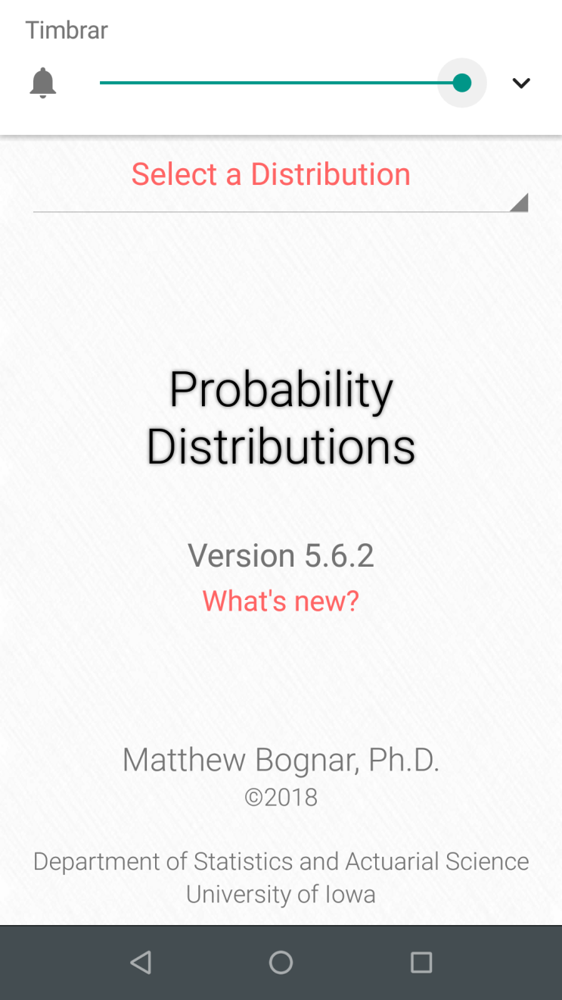 Timbrar
Select a Distribution
Probability
Distributions
Version 5.6.2
What's new?
Matthew Bognar, Ph.D.
©2018
Department of Statistics and Actuarial Science
University of Iowa